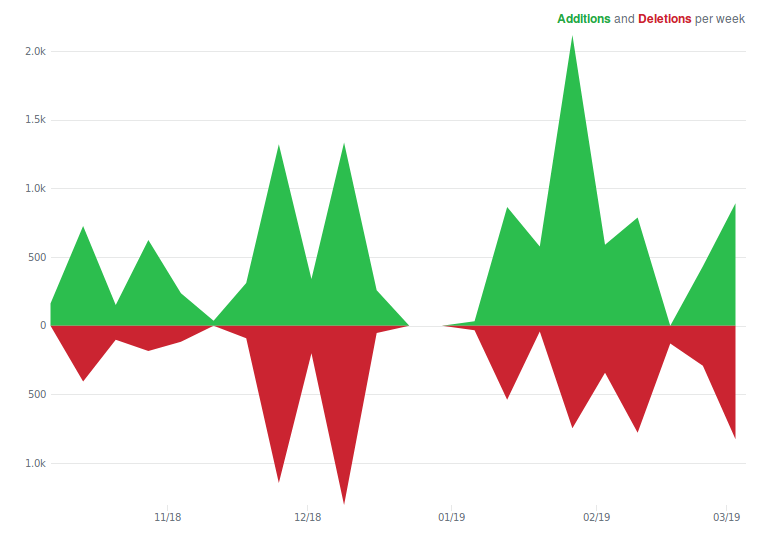 Additions and Deletions per week
2.0k
1.5k
1.0k
500
0
500
1.0k
11/18 12/18 01/19 02/19 03/19